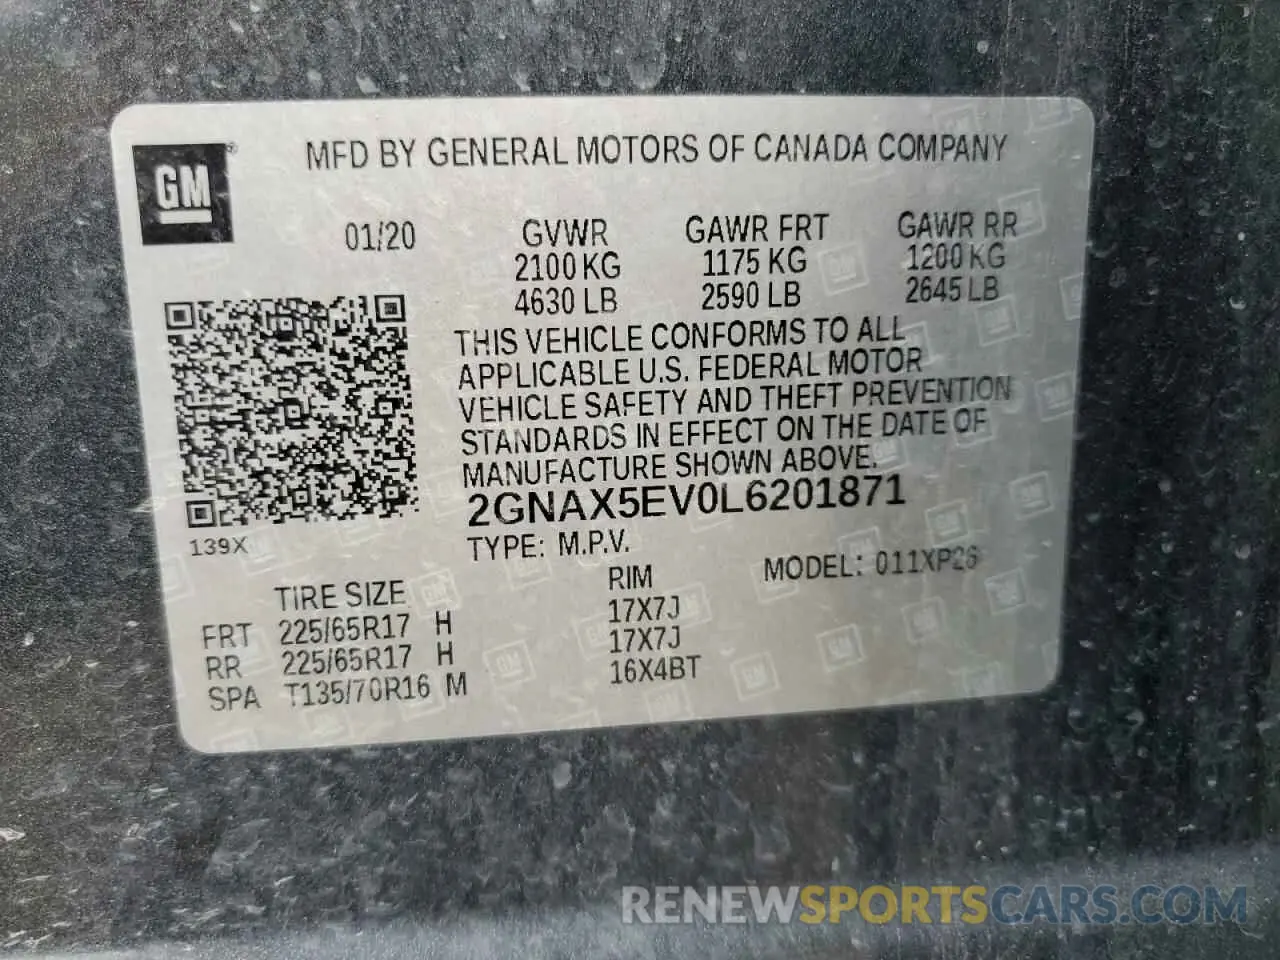 GM®
MFD BY GENERAL MOTORS OF CANADA COMPANY
01/20
GVWR GAWR FRT GAWR RR
2100 KG 1175 KG 1200 KG
4630 LB 2590 LB 2645 LB
THIS VEHICLE CONFORMS TO ALL
APPLICABLE U.S. FEDERAL MOTOR
VEHICLE SAFETY AND THEFT PREVENTION
STANDARDS IN EFFECT ON THE DATE OF
MANUFACTURE SHOWN ABOVE.
2GNAX5EV0L6201871
139X
TYPE: M.P.V.
MODEL: 011XP26
TIRE SIZE RIM
FRT 225/65R17 H 17X7J
RR 225/65R17 H 17X7J
SPA T135/70R16 M 16X4BT
RENEWSPORTSCARS.COM